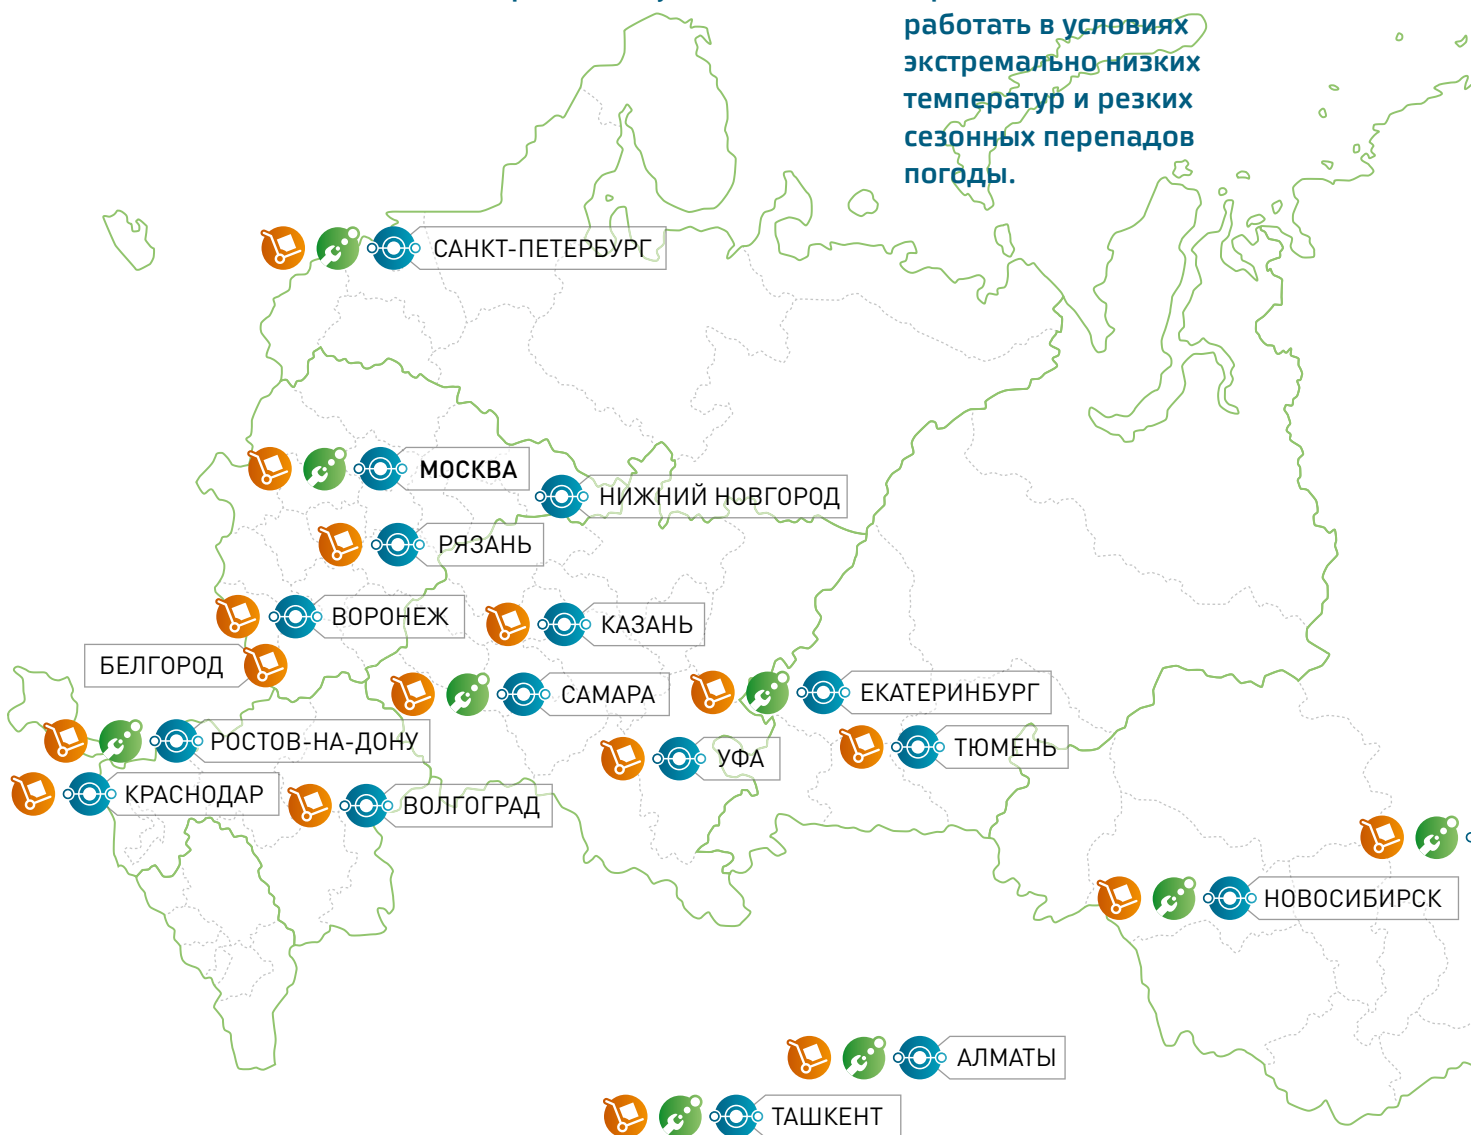 работать в условиях
экстремально низких
температур и резких
сезонных перепадов
погоды.
САНКТ-ПЕТЕРБУРГ
МОСКВА
НИЖНИЙ НОВГОРОД
РЯЗАНЬ
ВОРОНЕЖ
КАЗАНЬ
БЕЛГОРОД
САМАРА
ЕКАТЕРИНБУРГ
РОСТОВ-НА-ДОНУ
УФА
ТЮМЕНЬ
КРАСНОДАР
ВОЛГОГРАД
НОВОСИБИРСК
АЛМАТЫ
ТАШКЕНТ